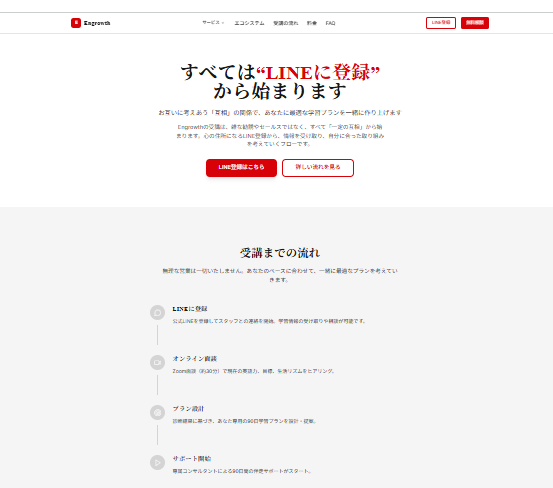 Engrowth
サービス
エコシステム
受講の流れ
料金
FAQ
LINE登録
無料相談
すべては“LINEに登録”
から始まります
お互いに考えあう「互相」の関係で、あなたに最適な学習プランを一緒に作り上げます
Engrowthの受講は、硬な勧誘やセールスではなく、すべて「一定の互相」から始
まります。心の住所になるLINE登録から、情報を受け取り、自分に合った取り組み
を考えていくフローです。
LINE登録はこちら
詳しい流れを見る
受講までの流れ
無理な営業は一切いたしません。あなたのペースに合わせて、一緒に最適なプランを考えてい
きます。
LINEに登録
公式LINEを登録してスタッフとの連絡を開始。学習情報の受け取りや相談が可能です。
オンライン面談
Zoom面談（約30分）で現在の英語力、目標、生活リズムをヒアリング。
プラン設計
診断結果に基づき、あなた専用の90日学習プランを設計・提案。
サポート開始
専属コンサルタントによる90日間の伴走サポートがスタート。